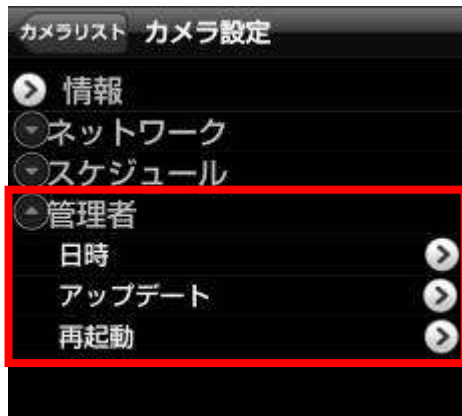 カメラリスト カメラ設定
情報
ネットワーク
スケジュール
管理者
日時
アップデート
再起動